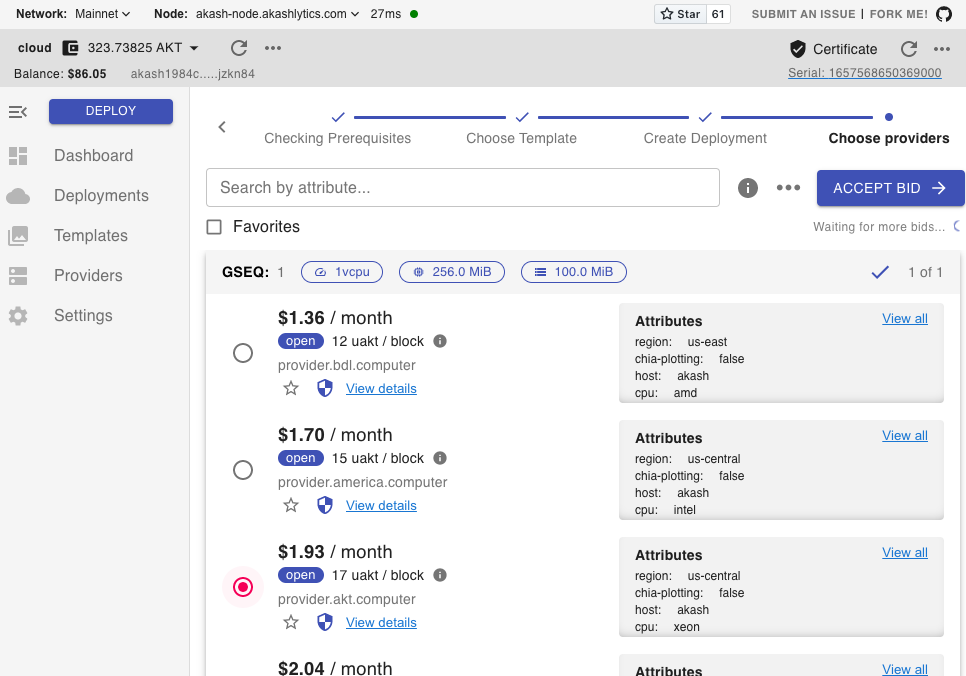 Network: Mainnet Node: akash-node.akashlytics.com 27ms Star 61 SUBMIT AN ISSUE | FORK ME!
cloud 323.73825 AKT Certificate
Balance: $86.05 akash1984c.....jzkn84 Serial: 1657568650369000
DEPLOY
Dashboard
Deployments
Templates
Providers
Settings
Checking Prerequisites Choose Template Create Deployment Choose providers
Search by attribute... ACCEPT BID
Favorites Waiting for more bids...
GSEQ: 1 1vcpu 256.0 MiB 100.0 MiB 1 of 1
$1.36 / month
open 12 uakt / block
provider.bdl.computer
View details
Attributes View all
region: us-east
chia-plotting: false
host: akash
cpu: amd
$1.70 / month
open 15 uakt / block
provider.america.computer
View details
Attributes View all
region: us-central
chia-plotting: false
host: akash
cpu: intel
$1.93 / month
open 17 uakt / block
provider.akt.computer
View details
Attributes View all
region: us-central
chia-plotting: false
host: akash
cpu: xeon
$2.04 / month
Attributes View all